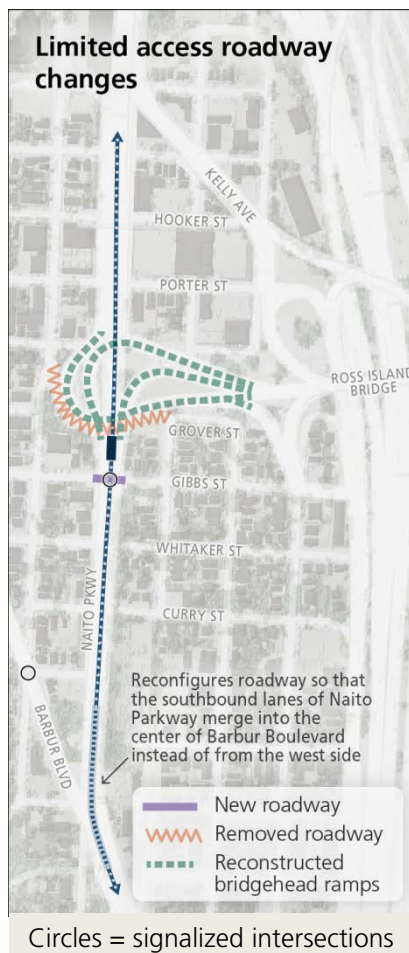 Limited access roadway
changes
KELLY AVE
HOOKER ST
PORTER ST
ROSS ISLAND
BRIDGE
GROVER ST
GIBBS ST
WHITAKER ST
NAITO PKWY
CURRY ST
BARBUR BLVD
Reconfigures roadway so that
the southbound lanes of Naito
Parkway merge into the
center of Barbur Boulevard
instead of from the west side
New roadway
Removed roadway
Reconstructed
bridgehead ramps
Circles = signalized intersections